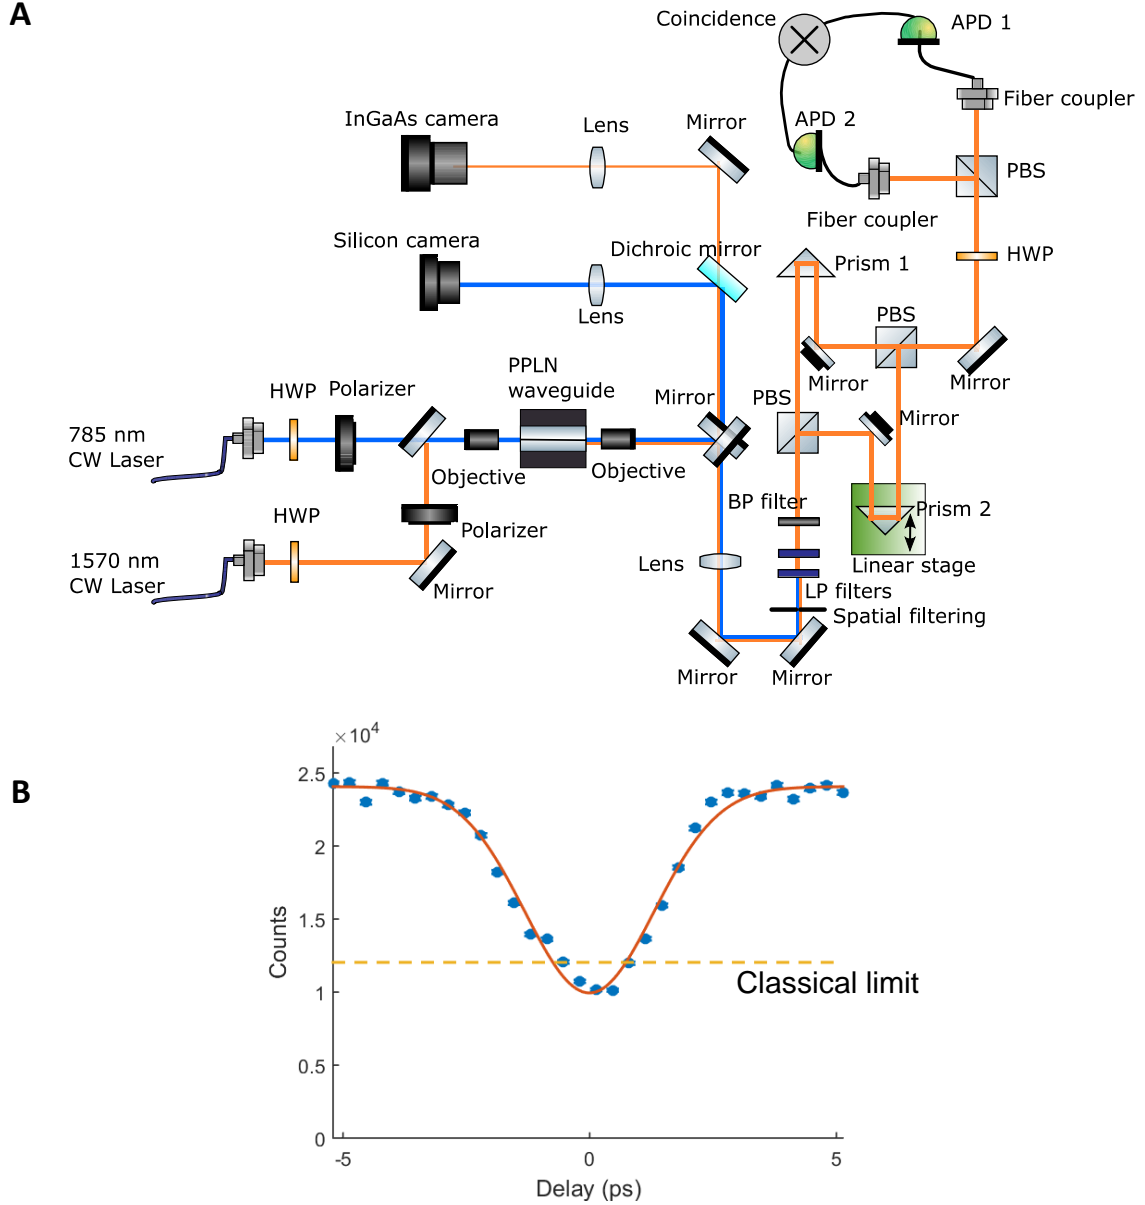 A
Coincidence
APD 1
Fiber coupler
APD 2
PBS
Fiber coupler
HWP
InGaAs camera
Lens
Mirror
Silicon camera
Lens
Dichroic mirror
Prism 1
PBS
Mirror
Mirror
785 nm
CW Laser
HWP
Polarizer
PPLN
waveguide
Objective
Objective
Mirror
PBS
Mirror
1570 nm
CW Laser
HWP
Polarizer
Mirror
BP filter
Prism 2
Linear stage
Lens
LP filters
Spatial filtering
Mirror
Mirror
B
×10⁴
2.5
2
1.5
1
0.5
0
Counts
Classical limit
-5
0
5
Delay (ps)